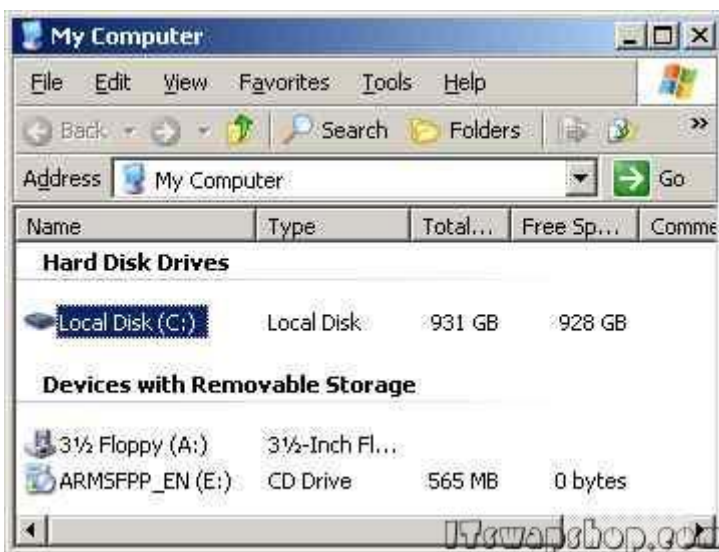 My Computer
File Edit View Favorites Tools Help
Back Search Folders »
Address My Computer Go
Name Type Total... Free Sp... Comme
Hard Disk Drives
Local Disk (C:) Local Disk 931 GB 928 GB
Devices with Removable Storage
3½ Floppy (A:) 3½-Inch Fl...
ARMSFPP_EN (E:) CD Drive 565 MB 0 bytes
ITswapshop.com